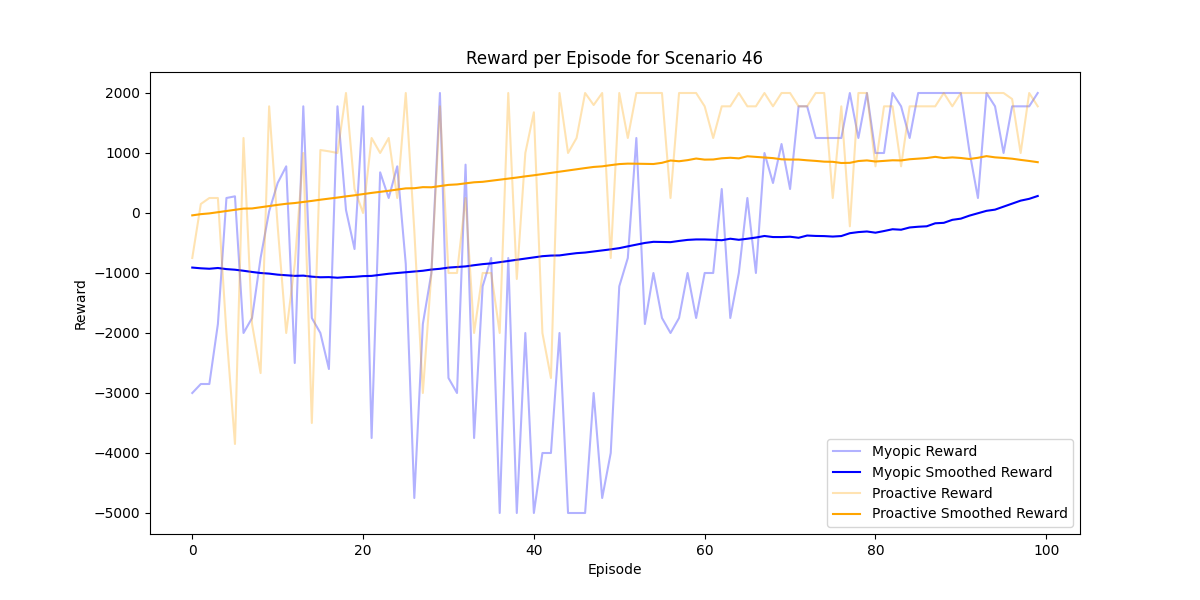 Reward per Episode for Scenario 46
2000
1000
0
−1000
−2000
−3000
−4000
−5000
Reward
0 20 40 60 80 100
Episode
Myopic Reward
Myopic Smoothed Reward
Proactive Reward
Proactive Smoothed Reward